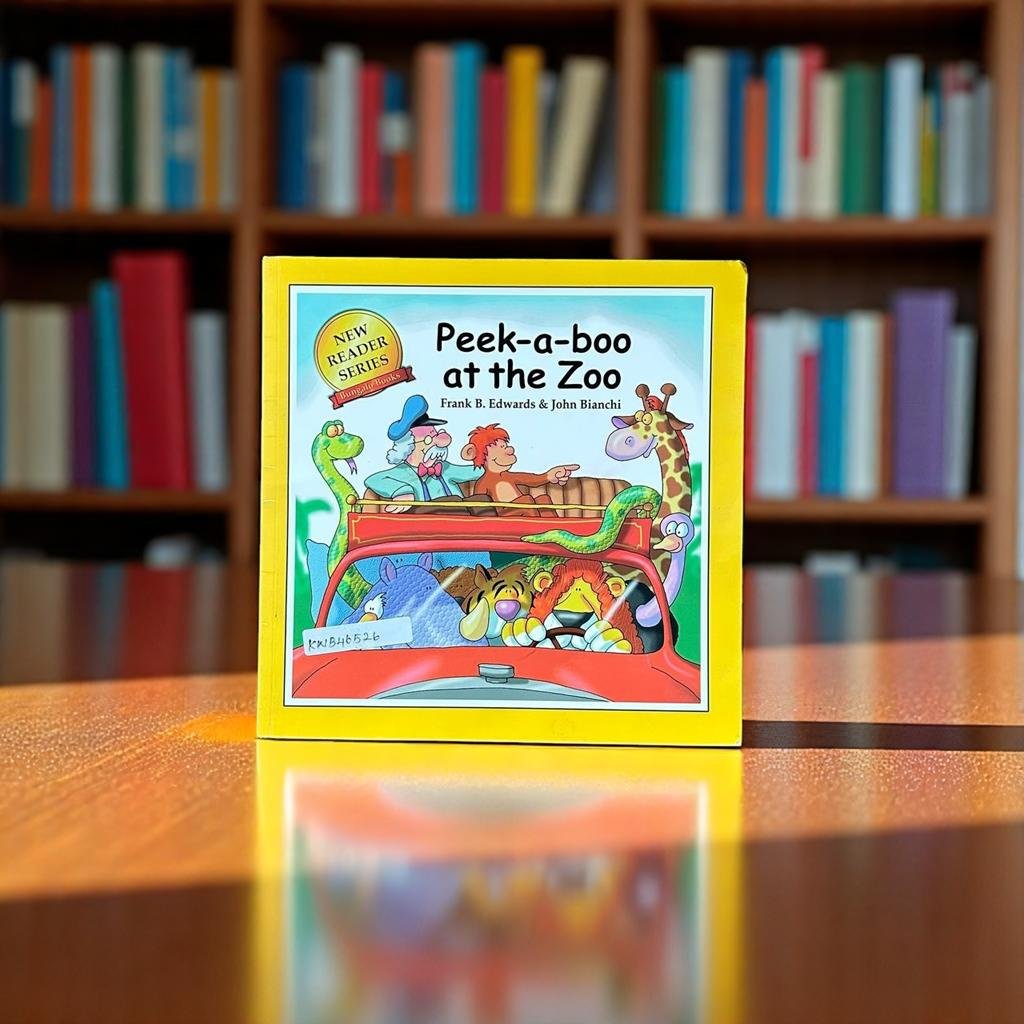 NEW
READER
SERIES
Bungalo Books
Peek-a-boo
at the Zoo
Frank B. Edwards & John Bianchi
KWB46526